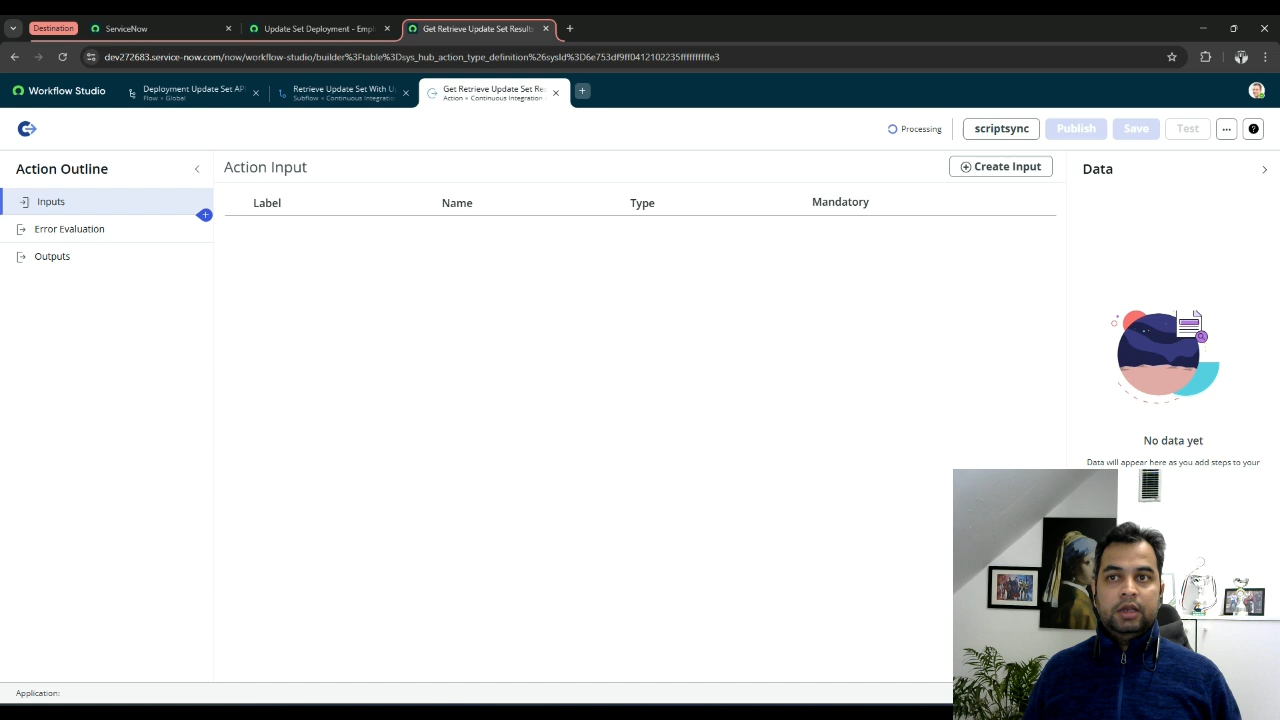 Destination
ServiceNow
Update Set Deployment - Empl
Get Retrieve Update Set Results
dev272683.service-now.com/now/workflow-studio/builder%3Ftable%3Dsys_hub_action_type_definition%26sysId%3D6e753df9ff0412102235fffffffffe3
Workflow Studio
Deployment Update Set AP
Flow • Global
Retrieve Update Set With U
Subflow • Continuous Integratio
Get Retrieve Update Set Re
Action • Continuous Integration
Processing
scriptsync
Publish
Save
Test
Action Outline
Action Input
Create Input
Data
Inputs
Label
Name
Type
Mandatory
Error Evaluation
Outputs
No data yet
Data will appear here as you add steps to your
Application: